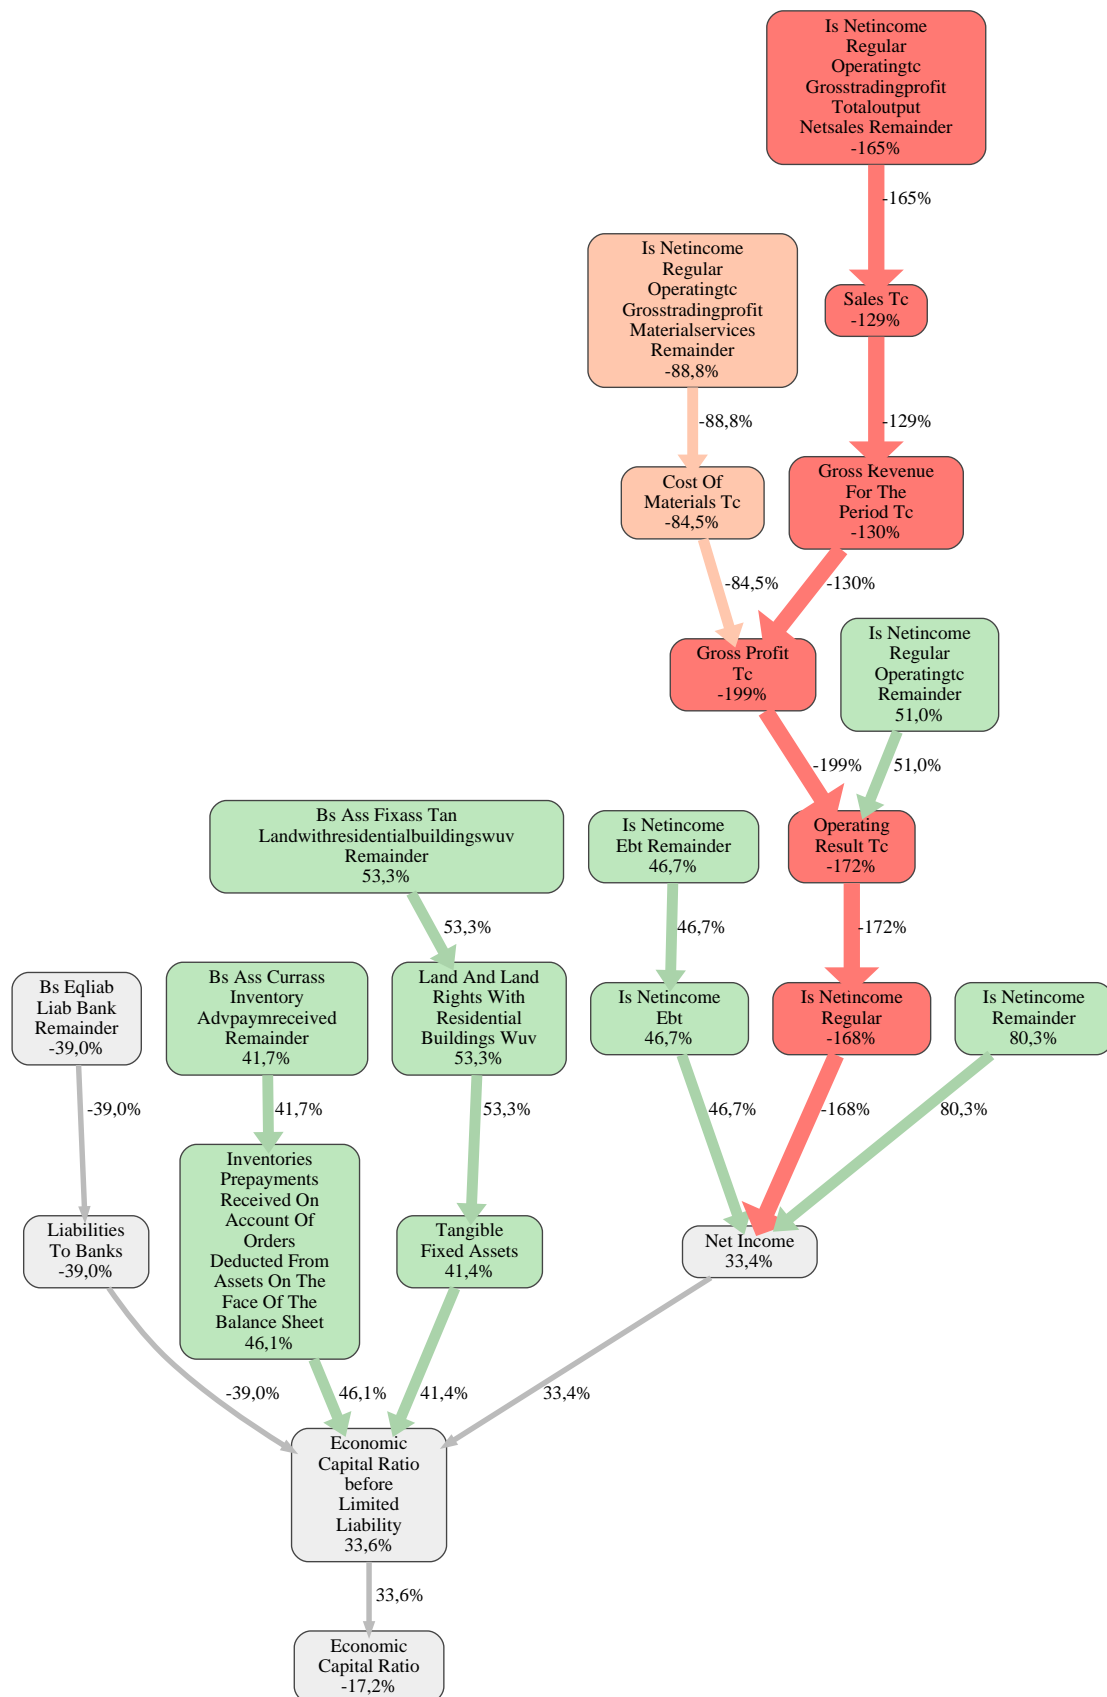 Is Netincome
Regular
Operatingtc
Grosstradingprofit
Totaloutput
Netsales Remainder
-165%
-165%
Is Netincome
Regular
Operatingtc
Grosstradingprofit
Materialservices
Remainder
-88,8%
Sales Tc
-129%
-88,8%
-129%
Cost Of
Materials Tc
-84,5%
Gross Revenue
For The
Period Tc
-130%
-84,5%
-130%
Gross Profit
Tc
-199%
Is Netincome
Regular
Operatingtc
Remainder
51,0%
-199%
51,0%
Bs Ass Fixass Tan
Landwithresidentialbuildingswuv
Remainder
53,3%
Is Netincome
Ebt Remainder
46,7%
Operating
Result Tc
-172%
53,3%
46,7%
-172%
Bs Eqliab
Liab Bank
Remainder
-39,0%
Bs Ass Currass
Inventory
Advpaymreceived
Remainder
41,7%
Land And Land
Rights With
Residential
Buildings Wuv
53,3%
Is Netincome
Ebt
46,7%
Is Netincome
Regular
-168%
Is Netincome
Remainder
80,3%
-39,0%
41,7%
53,3%
46,7%
-168%
80,3%
Liabilities
To Banks
-39,0%
Inventories
Prepayments
Received On
Account Of
Orders
Deducted From
Assets On The
Face Of The
Balance Sheet
46,1%
Tangible
Fixed Assets
41,4%
Net Income
33,4%
-39,0%
46,1%
41,4%
33,4%
Economic
Capital Ratio
before
Limited
Liability
33,6%
33,6%
Economic
Capital Ratio
-17,2%